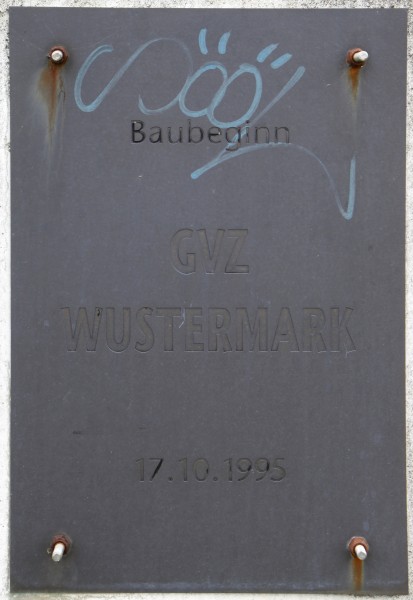 Baubeginn
GVZ
WUSTERMARK
17.10.1995